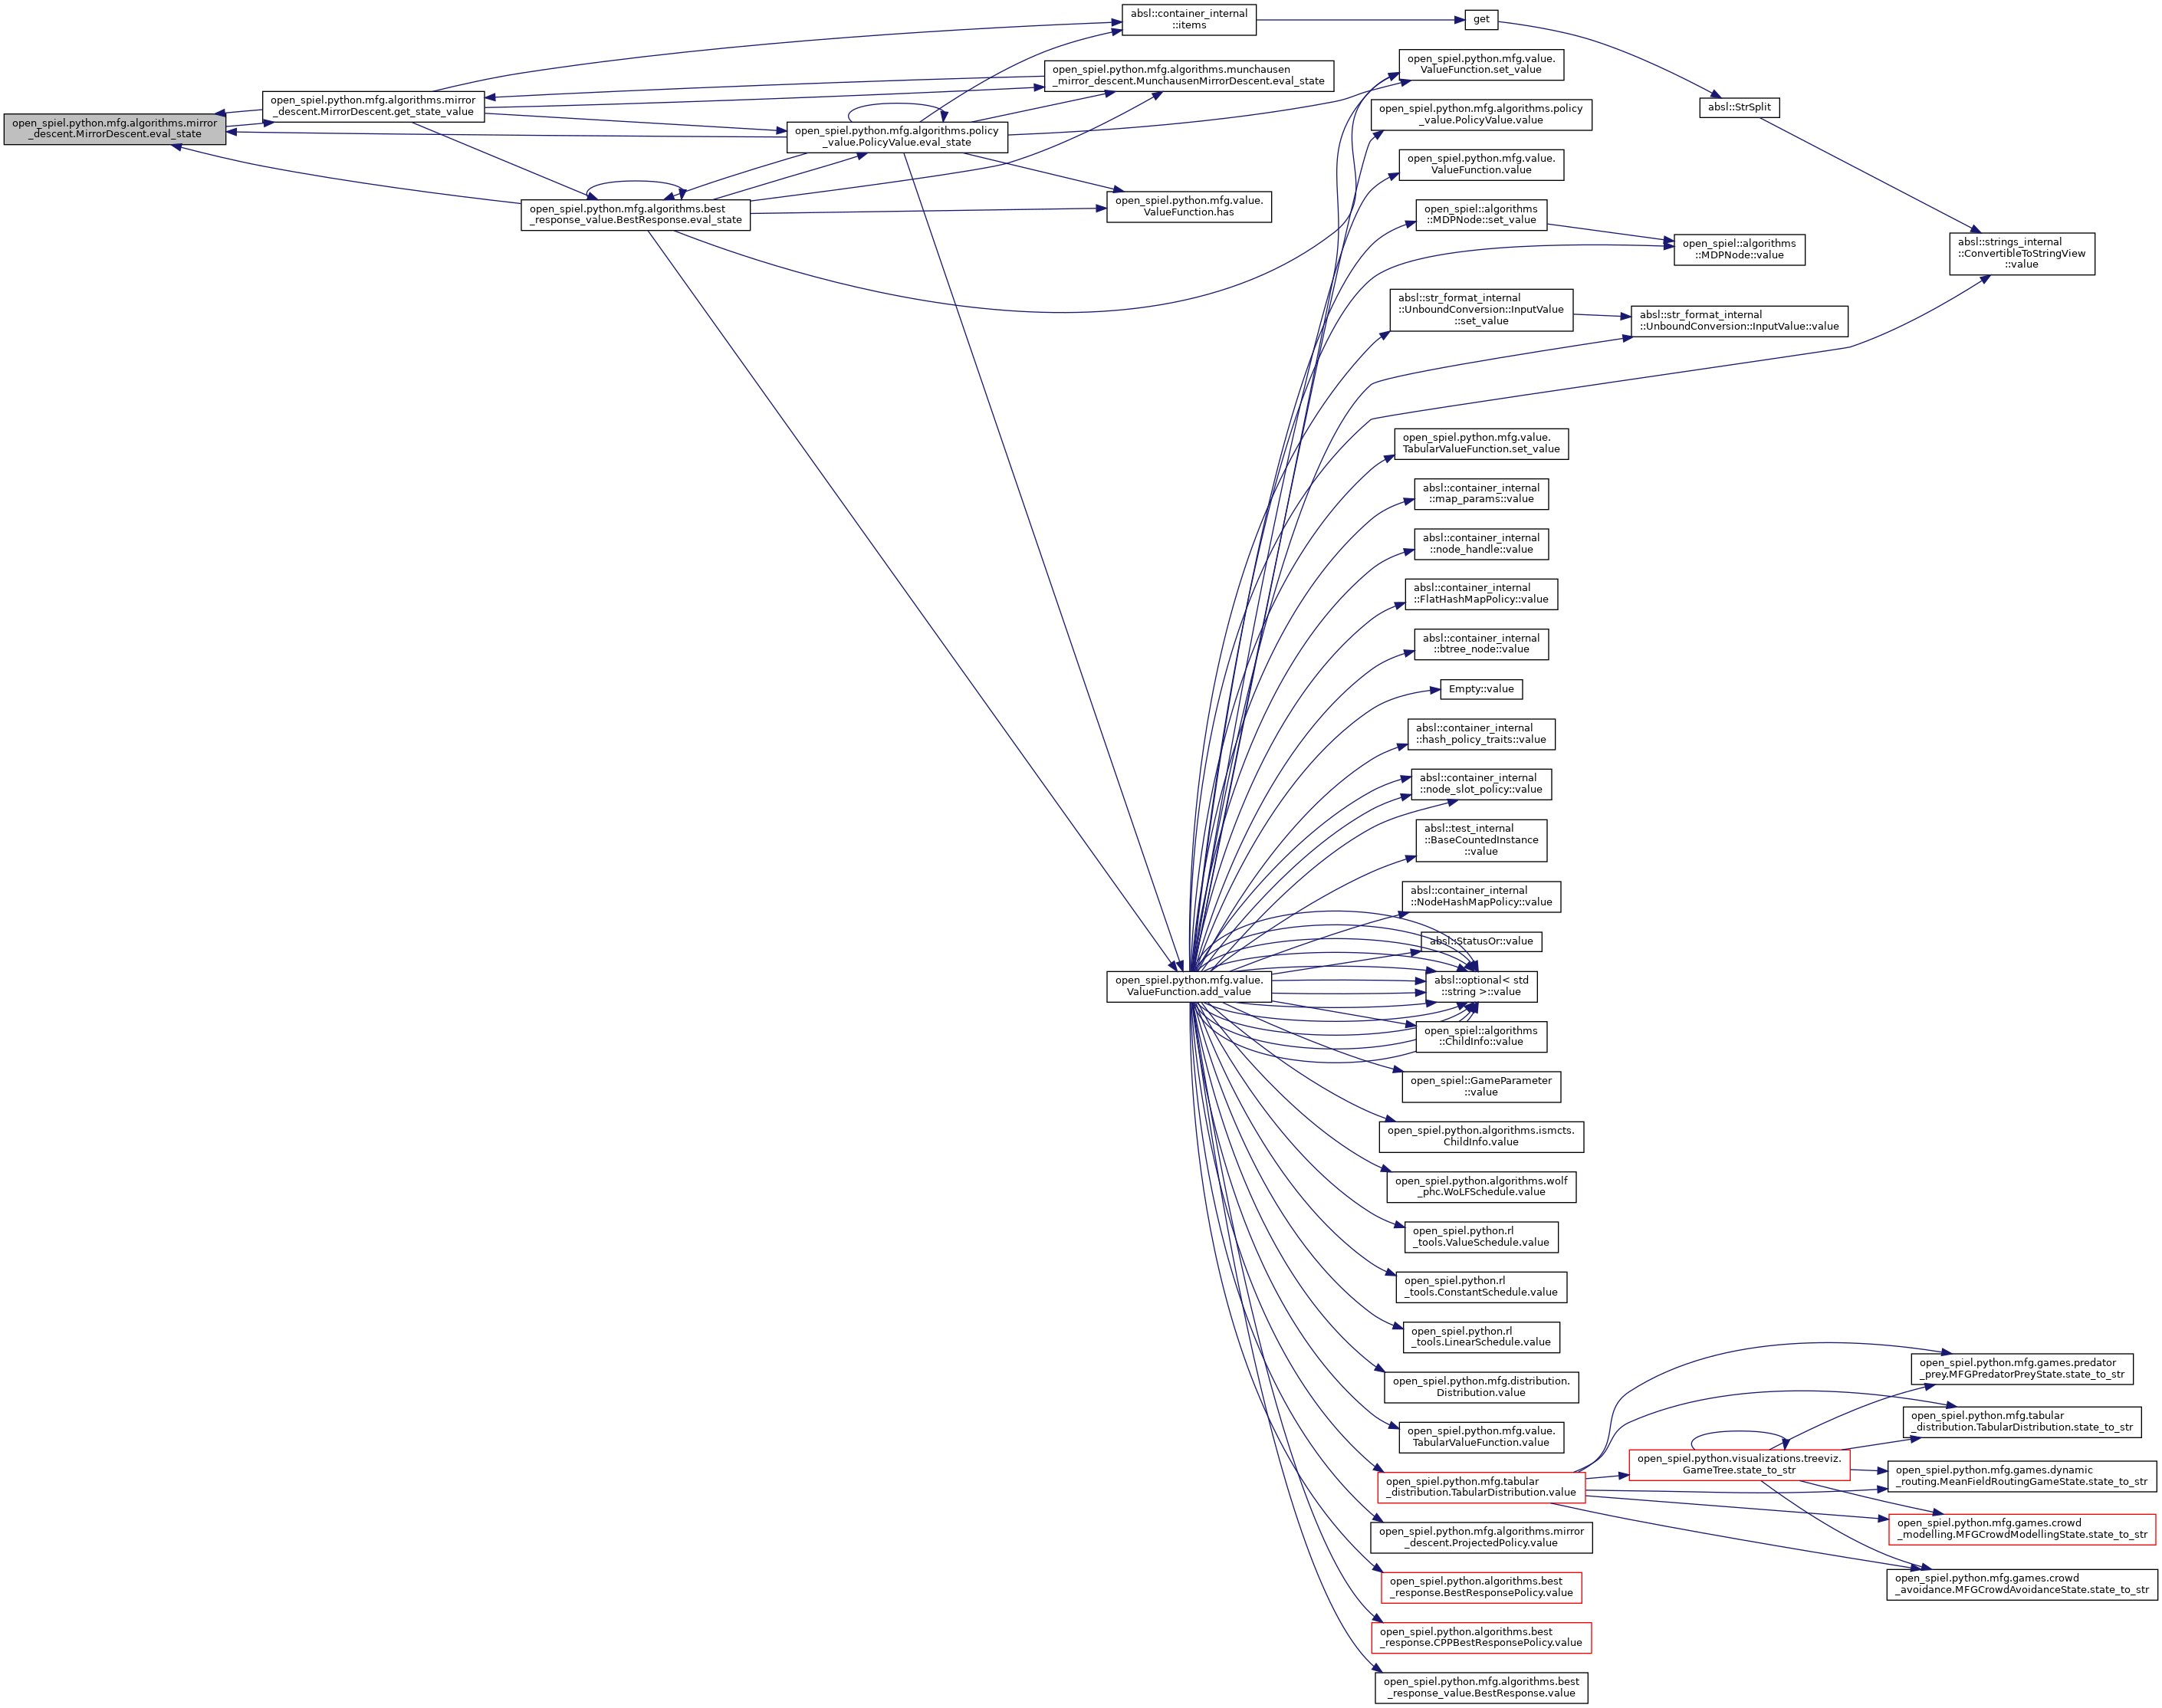 open_spiel.python.mfg.algorithms.mirror
_descent.MirrorDescent.eval_state
open_spiel.python.mfg.algorithms.mirror
_descent.MirrorDescent.get_state_value
open_spiel.python.mfg.algorithms.best
_response_value.BestResponse.eval_state
open_spiel.python.mfg.algorithms.policy
_value.PolicyValue.eval_state
absl::container_internal
::items
open_spiel.python.mfg.algorithms.munchausen
_mirror_descent.MunchausenMirrorDescent.eval_state
open_spiel.python.mfg.value.
ValueFunction.has
open_spiel.python.mfg.value.
ValueFunction.add_value
get
open_spiel.python.mfg.value.
ValueFunction.set_value
open_spiel.python.mfg.algorithms.policy
_value.PolicyValue.value
open_spiel.python.mfg.value.
ValueFunction.value
open_spiel::algorithms
::MDPNode::set_value
absl::str_format_internal
::UnboundConversion::InputValue
::set_value
open_spiel.python.mfg.value.
TabularValueFunction.set_value
absl::container_internal
::map_params::value
absl::container_internal
::node_handle::value
absl::container_internal
::FlatHashMapPolicy::value
absl::container_internal
::btree_node::value
Empty::value
absl::container_internal
::hash_policy_traits::value
absl::container_internal
::node_slot_policy::value
absl::test_internal
::BaseCountedInstance
::value
absl::container_internal
::NodeHashMapPolicy::value
absl::StatusOr::value
absl::optional< std
::string >::value
open_spiel::algorithms
::ChildInfo::value
open_spiel::GameParameter
::value
open_spiel.python.algorithms.ismcts.
ChildInfo.value
open_spiel.python.algorithms.wolf
_phc.WoLFSchedule.value
open_spiel.python.rl
_tools.ValueSchedule.value
open_spiel.python.rl
_tools.ConstantSchedule.value
open_spiel.python.rl
_tools.LinearSchedule.value
open_spiel.python.mfg.distribution.
Distribution.value
open_spiel.python.mfg.value.
TabularValueFunction.value
open_spiel.python.mfg.tabular
_distribution.TabularDistribution.value
open_spiel.python.mfg.algorithms.mirror
_descent.ProjectedPolicy.value
open_spiel.python.algorithms.best
_response.BestResponsePolicy.value
open_spiel.python.algorithms.best
_response.CPPBestResponsePolicy.value
open_spiel.python.mfg.algorithms.best
_response_value.BestResponse.value
absl::StrSplit
open_spiel::algorithms
::MDPNode::value
absl::str_format_internal
::UnboundConversion::InputValue::value
absl::strings_internal
::ConvertibleToStringView
::value
open_spiel.python.visualizations.treeviz.
GameTree.state_to_str
open_spiel.python.mfg.games.predator
_prey.MFGPredatorPreyState.state_to_str
open_spiel.python.mfg.tabular
_distribution.TabularDistribution.state_to_str
open_spiel.python.mfg.games.dynamic
_routing.MeanFieldRoutingGameState.state_to_str
open_spiel.python.mfg.games.crowd
_modelling.MFGCrowdModellingState.state_to_str
open_spiel.python.mfg.games.crowd
_avoidance.MFGCrowdAvoidanceState.state_to_str